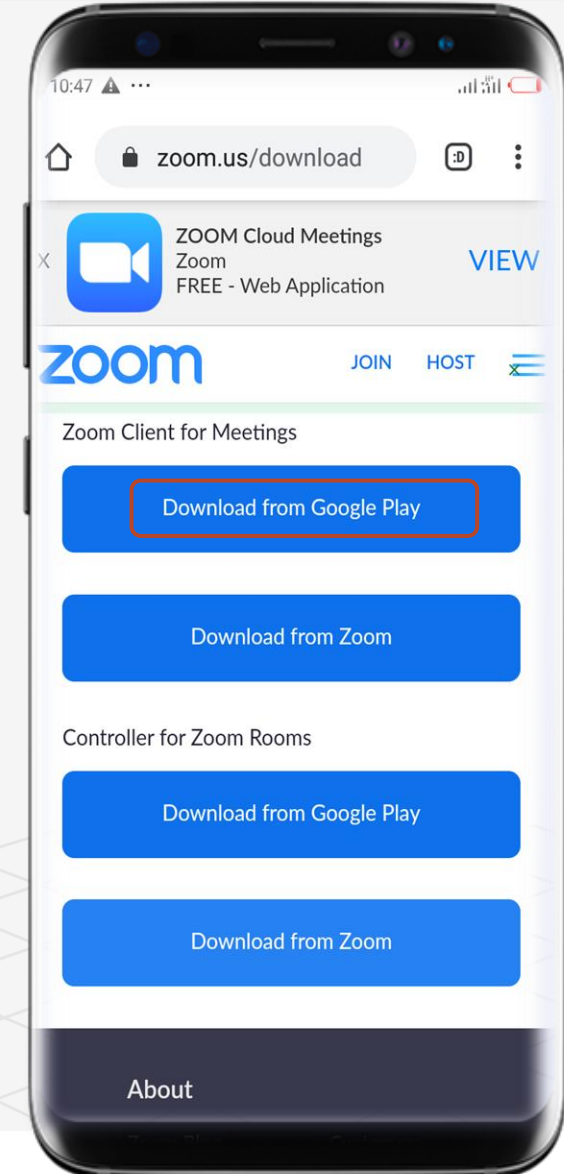 10:47
zoom.us/download
:D
X
ZOOM Cloud Meetings
Zoom
FREE - Web Application
VIEW
zoom
JOIN
HOST
x
Zoom Client for Meetings
Download from Google Play
Download from Zoom
Controller for Zoom Rooms
Download from Google Play
Download from Zoom
About